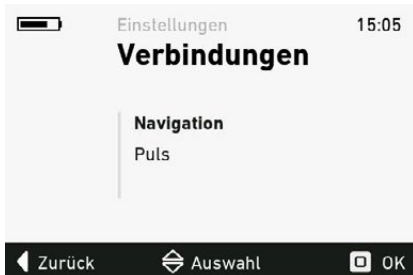 Einstellungen 15:05
Verbindungen
Navigation
Puls
Zurück Auswahl OK